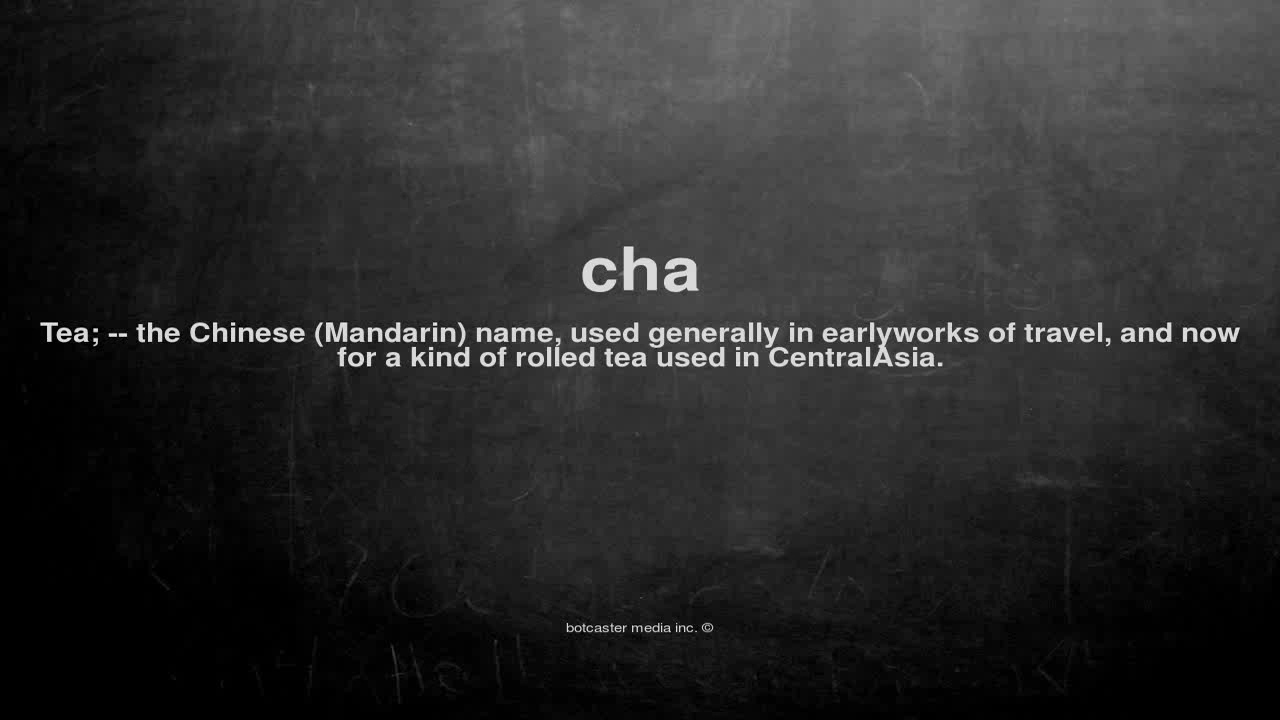 cha
Tea; -- the Chinese (Mandarin) name, used generally in earlyworks of travel, and now
for a kind of rolled tea used in CentralAsia.
botcaster media inc. ©